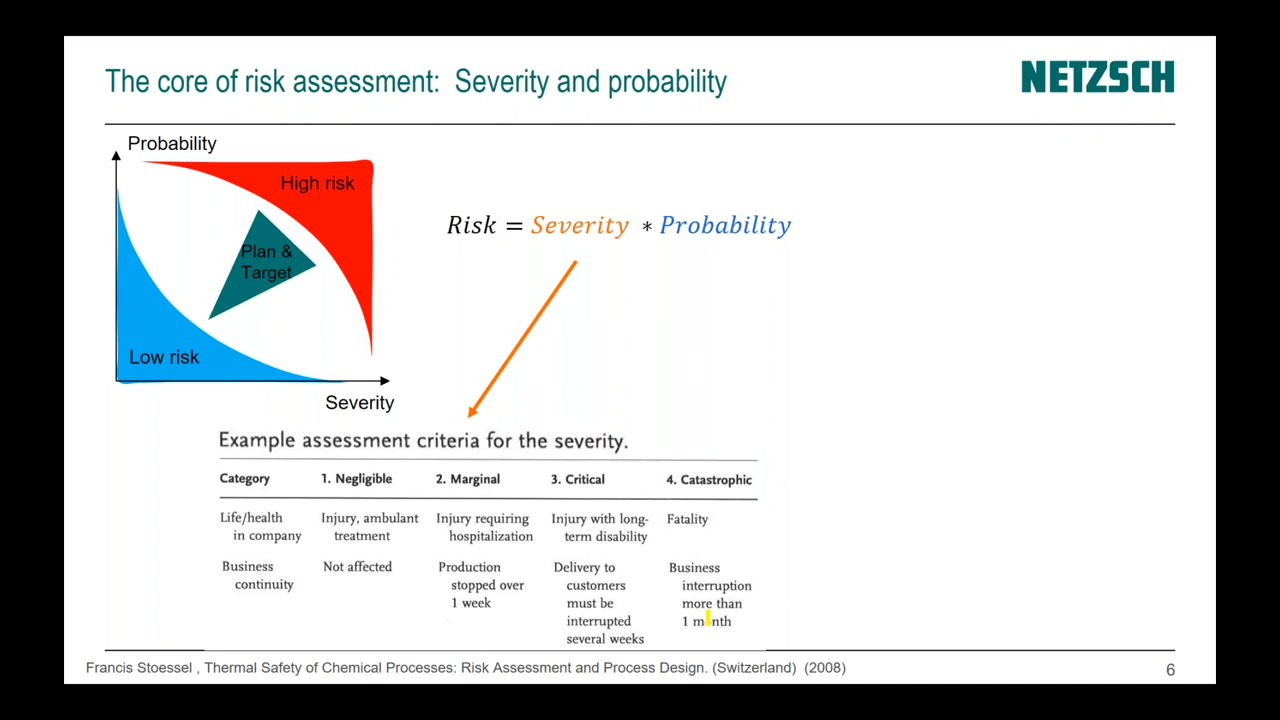 The core of risk assessment: Severity and probability
NETZSCH
Probability
High risk
Plan &
Target
Low risk
Severity
Risk = Severity * Probability
Example assessment criteria for the severity.
Category 1. Negligible 2. Marginal 3. Critical 4. Catastrophic
Life/health Injury, ambulant Injury requiring Injury with long- Fatality
in company treatment hospitalization term disability
Business Not affected Production Delivery to Business
continuity stopped over customers interruption
1 week must be more than
interrupted 1 month
several weeks
Francis Stoessel , Thermal Safety of Chemical Processes: Risk Assessment and Process Design. (Switzerland) (2008)
6